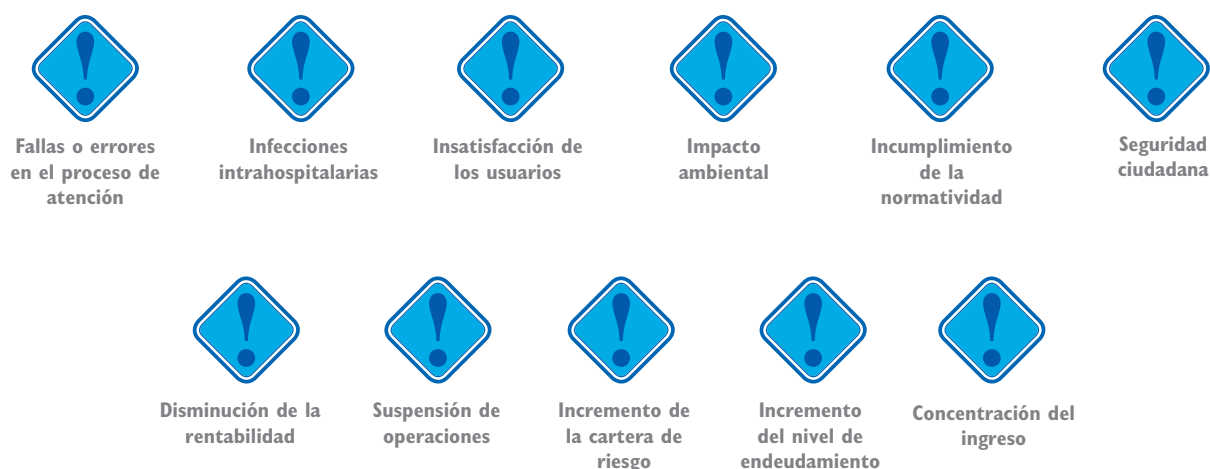 Fallas o errores
en el proceso de
atención
Infecciones
intrahospitalarias
Insatisfacción de
los usuarios
Impacto
ambiental
Incumplimiento
de la
normatividad
Seguridad
ciudadana
Disminución de la
rentabilidad
Suspensión de
operaciones
Incremento de
la cartera de
riesgo
Incremento
del nivel de
endeudamiento
Concentración del
ingreso